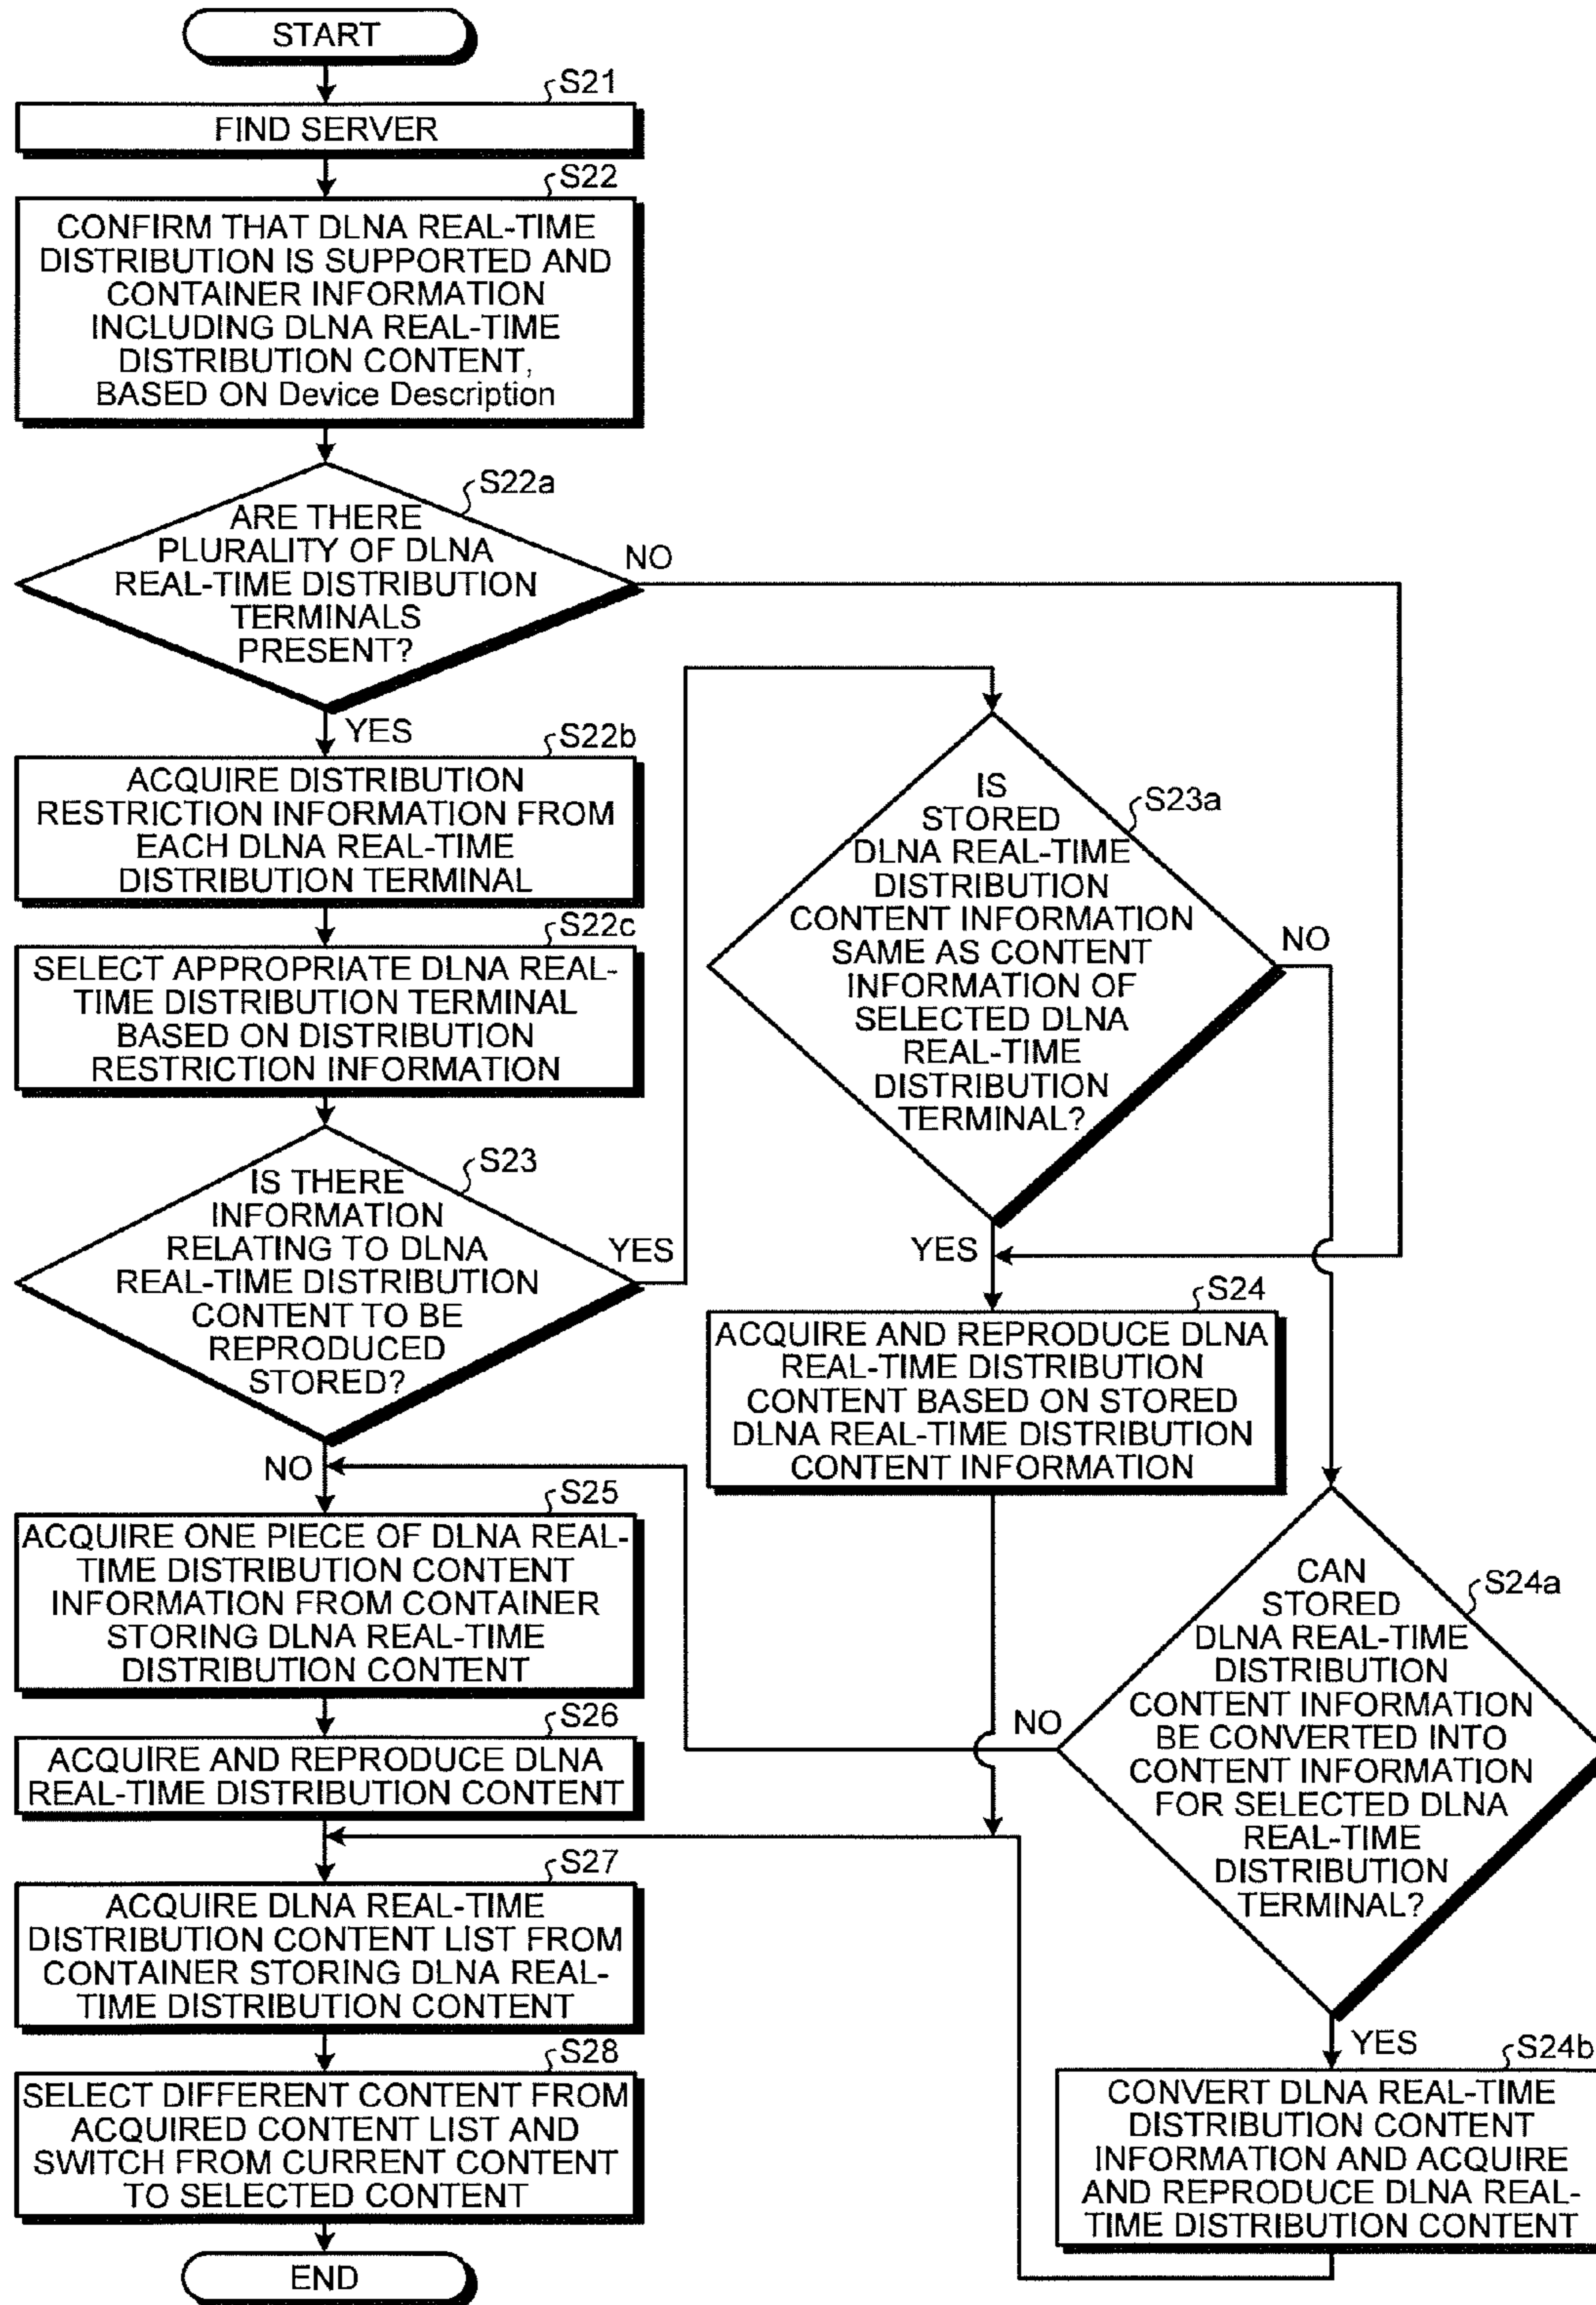 START
S21
FIND SERVER
S22
CONFIRM THAT DLNA REAL-TIME
DISTRIBUTION IS SUPPORTED AND
CONTAINER INFORMATION
INCLUDING DLNA REAL-TIME
DISTRIBUTION CONTENT,
BASED ON Device Description
S22a
ARE THERE
PLURALITY OF DLNA
REAL-TIME DISTRIBUTION
TERMINALS
PRESENT?
NO
YES
S22b
ACQUIRE DISTRIBUTION
RESTRICTION INFORMATION FROM
EACH DLNA REAL-TIME
DISTRIBUTION TERMINAL
S22c
SELECT APPROPRIATE DLNA REAL-
TIME DISTRIBUTION TERMINAL
BASED ON DISTRIBUTION
RESTRICTION INFORMATION
S23
IS THERE
INFORMATION
RELATING TO DLNA
REAL-TIME DISTRIBUTION
CONTENT TO BE
REPRODUCED
STORED?
YES
NO
S23a
IS
STORED
DLNA REAL-TIME
DISTRIBUTION
CONTENT INFORMATION
SAME AS CONTENT
INFORMATION OF
SELECTED DLNA
REAL-TIME
DISTRIBUTION
TERMINAL?
NO
YES
S24
ACQUIRE AND REPRODUCE DLNA
REAL-TIME DISTRIBUTION
CONTENT BASED ON STORED
DLNA REAL-TIME DISTRIBUTION
CONTENT INFORMATION
S24a
CAN
STORED
DLNA REAL-TIME
DISTRIBUTION
CONTENT INFORMATION
BE CONVERTED INTO
CONTENT INFORMATION
FOR SELECTED DLNA
REAL-TIME
DISTRIBUTION
TERMINAL?
NO
YES
S24b
CONVERT DLNA REAL-TIME
DISTRIBUTION CONTENT
INFORMATION AND ACQUIRE
AND REPRODUCE DLNA REAL-
TIME DISTRIBUTION CONTENT
S25
ACQUIRE ONE PIECE OF DLNA REAL-
TIME DISTRIBUTION CONTENT
INFORMATION FROM CONTAINER
STORING DLNA REAL-TIME
DISTRIBUTION CONTENT
S26
ACQUIRE AND REPRODUCE DLNA
REAL-TIME DISTRIBUTION CONTENT
S27
ACQUIRE DLNA REAL-TIME
DISTRIBUTION CONTENT LIST FROM
CONTAINER STORING DLNA REAL-
TIME DISTRIBUTION CONTENT
S28
SELECT DIFFERENT CONTENT FROM
ACQUIRED CONTENT LIST AND
SWITCH FROM CURRENT CONTENT
TO SELECTED CONTENT
END